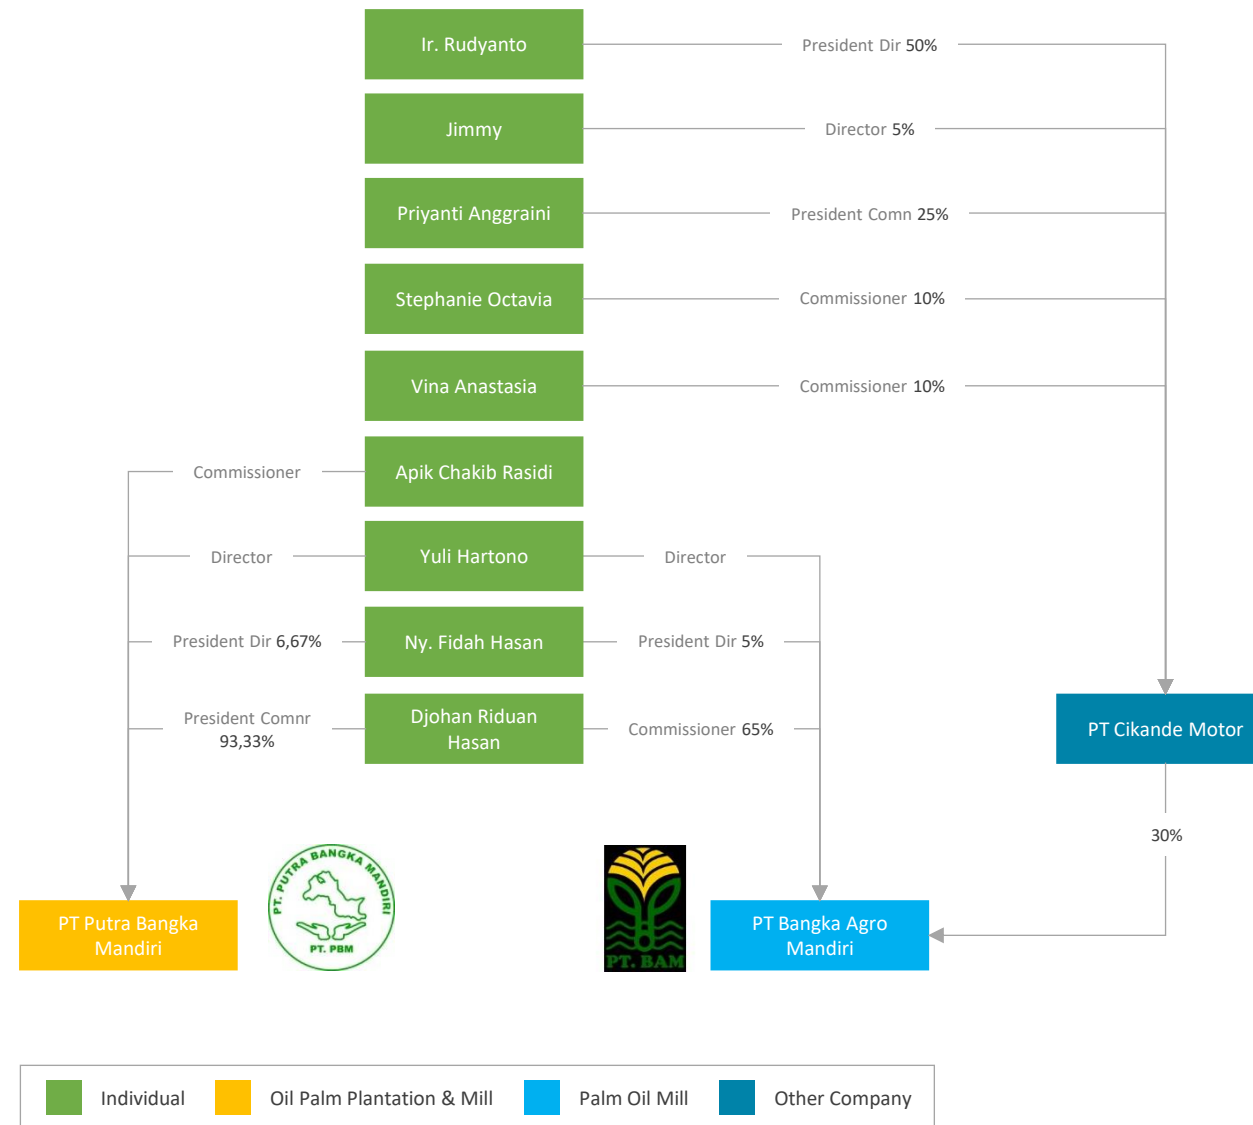 Ir. Rudyanto
President Dir 50%
Jimmy
Director 5%
Priyanti Anggraini
President Comn 25%
Stephanie Octavia
Commissioner 10%
Vina Anastasia
Commissioner 10%
Commissioner
Apik Chakib Rasidi
Director
Yuli Hartono
Director
President Dir 6,67%
Ny. Fidah Hasan
President Dir 5%
President Comnr
93,33%
Djohan Riduan
Hasan
Commissioner 65%
PT Cikande Motor
30%
PT Putra Bangka
Mandiri
PT. PUTRA BANGKA MANDIRI
PT. PBM
PT. BAM
PT Bangka Agro
Mandiri
Individual
Oil Palm Plantation & Mill
Palm Oil Mill
Other Company